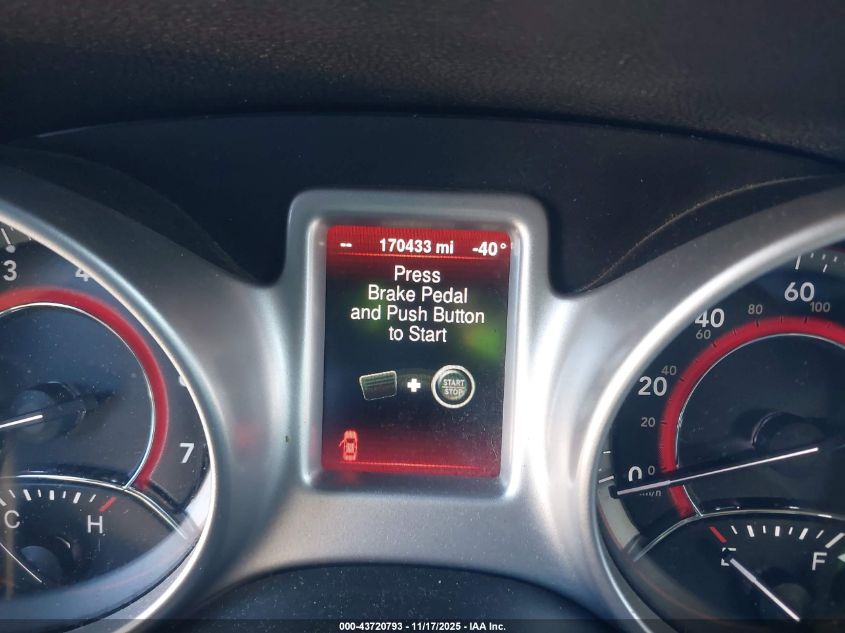 -- 170433 mi -40°
Press
Brake Pedal
and Push Button
to Start
START
STOP
3
4
7
C
H
0
20
40
60
0
20
40
60
80
100
E
F
000-43720793 - 11/17/2025 - IAA Inc.